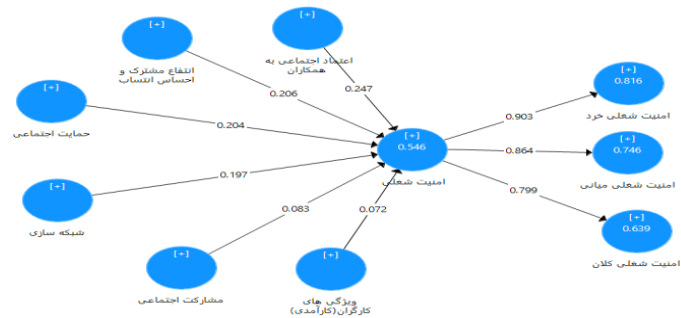 [+]
اعتماد اجتماعی به
همکاران
[+]
انتفاع مشترک و
احساس انتساب
[+]
حمایت اجتماعی
[+]
شبکه سازی
[+]
مشارکت اجتماعی
[+]
ویژگی های
کارگران(کارآمدی)
0.247
0.206
0.204
0.197
0.083
0.072
[+]
0.546
امنیت شغلی
0.903
0.864
0.799
[+]
0.816
امنیت شغلی خرد
[+]
0.746
امنیت شغلی میانی
[+]
0.639
امنیت شغلی کلان